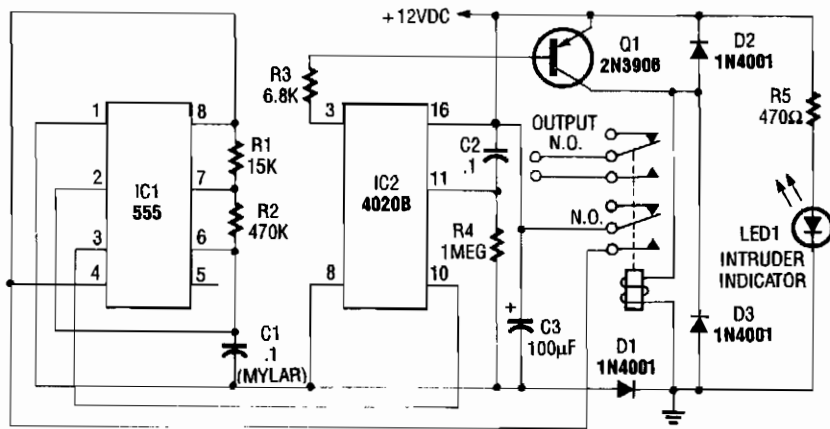 +12VDC
Q1
2N3906
D2
1N4001
R3
6.8K
R5
470Ω
1
8
3
16
OUTPUT
N.O.
R1
15K
C2
.1
2
7
11
IC1
555
IC2
4020B
R2
470K
N.O.
3
6
R4
1MEG
LED1
INTRUDER
INDICATOR
4
5
8
10
+
C3
100µF
D3
1N4001
C1
.1
(MYLAR)
D1
1N4001